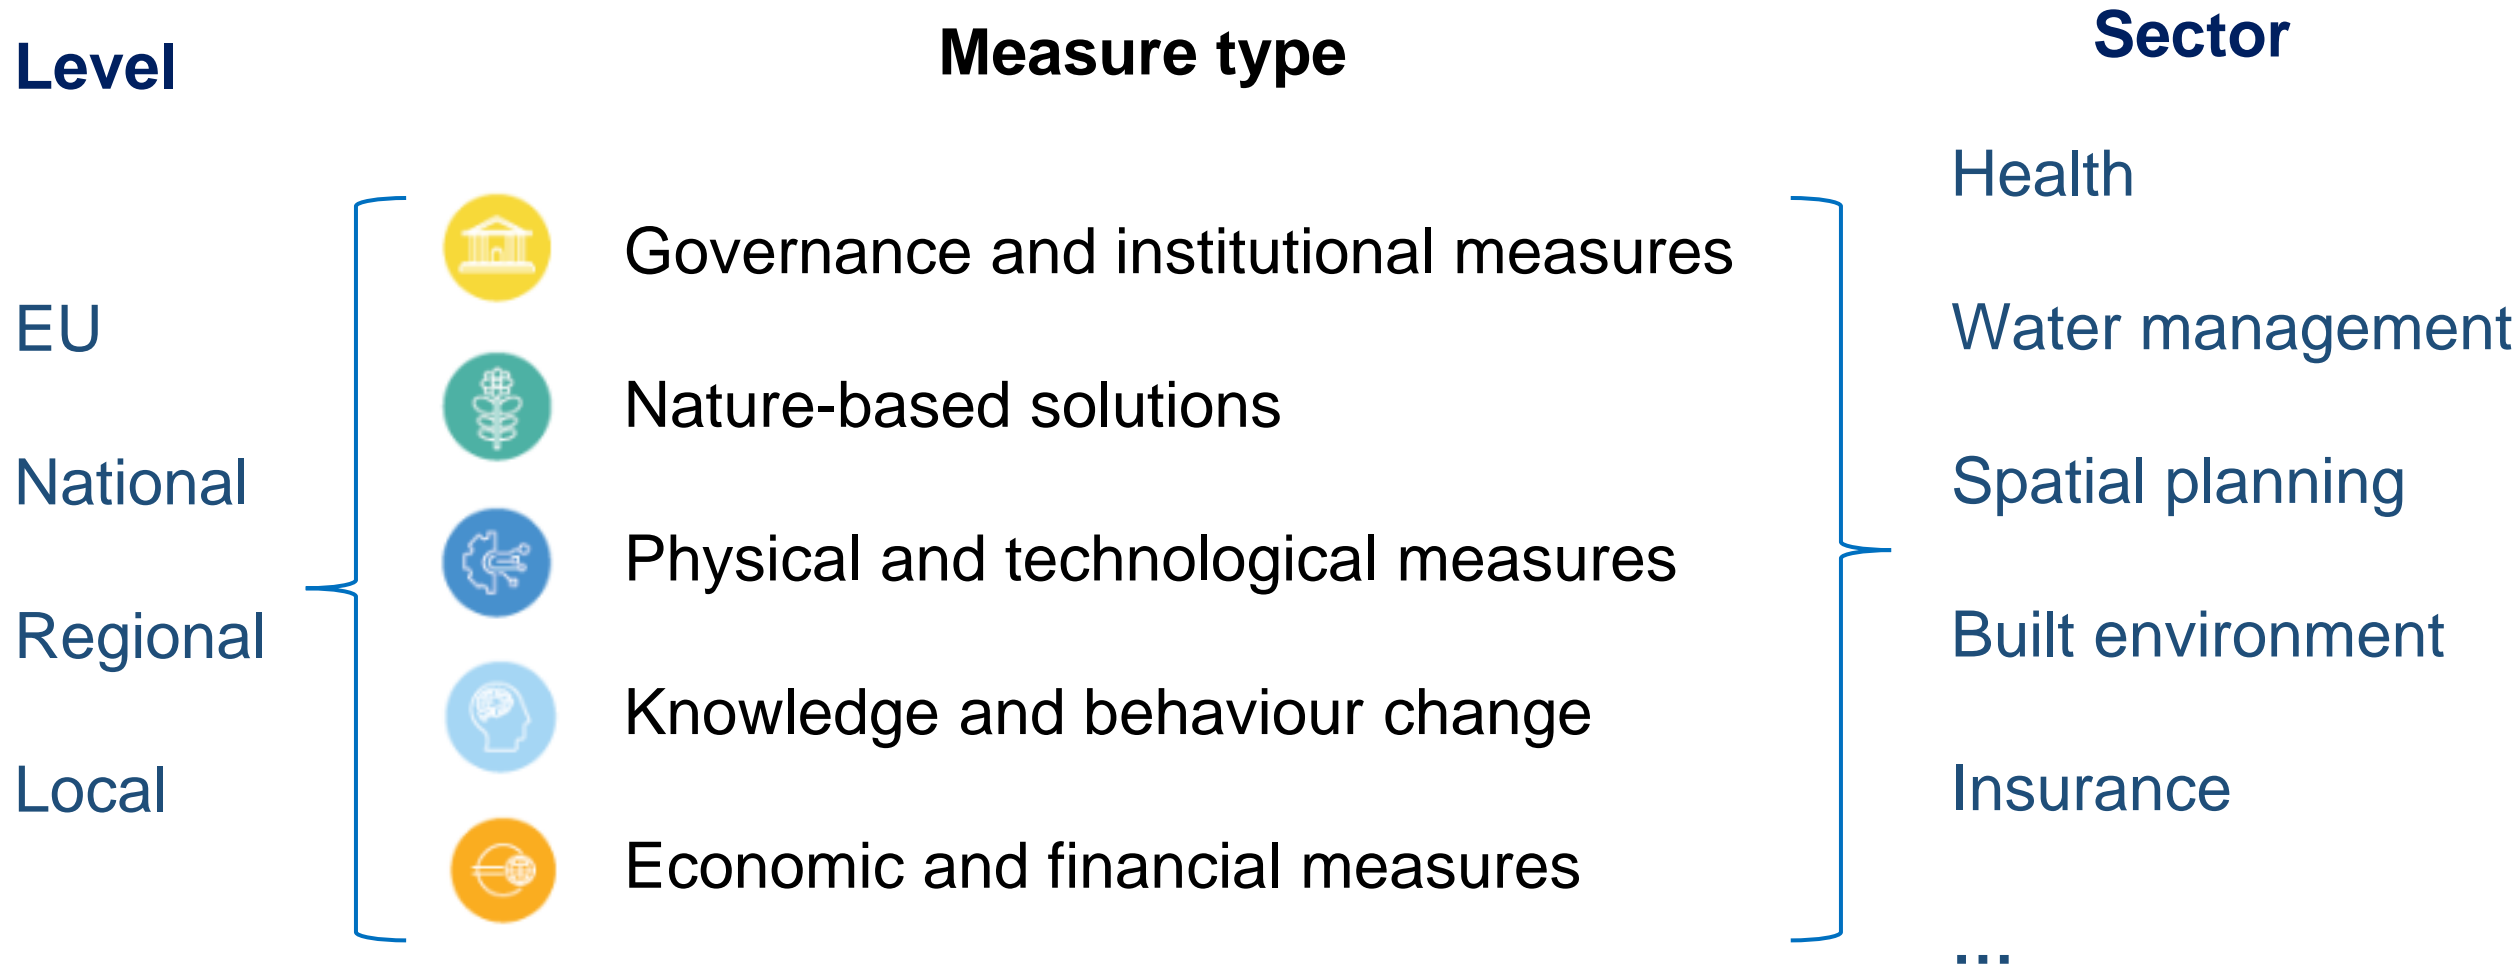 Level
EU
National
Regional
Local
Measure type
Governance and institutional measures
Nature-based solutions
Physical and technological measures
Knowledge and behaviour change
Economic and financial measures
Sector
Health
Water management
Spatial planning
Built environment
Insurance
...